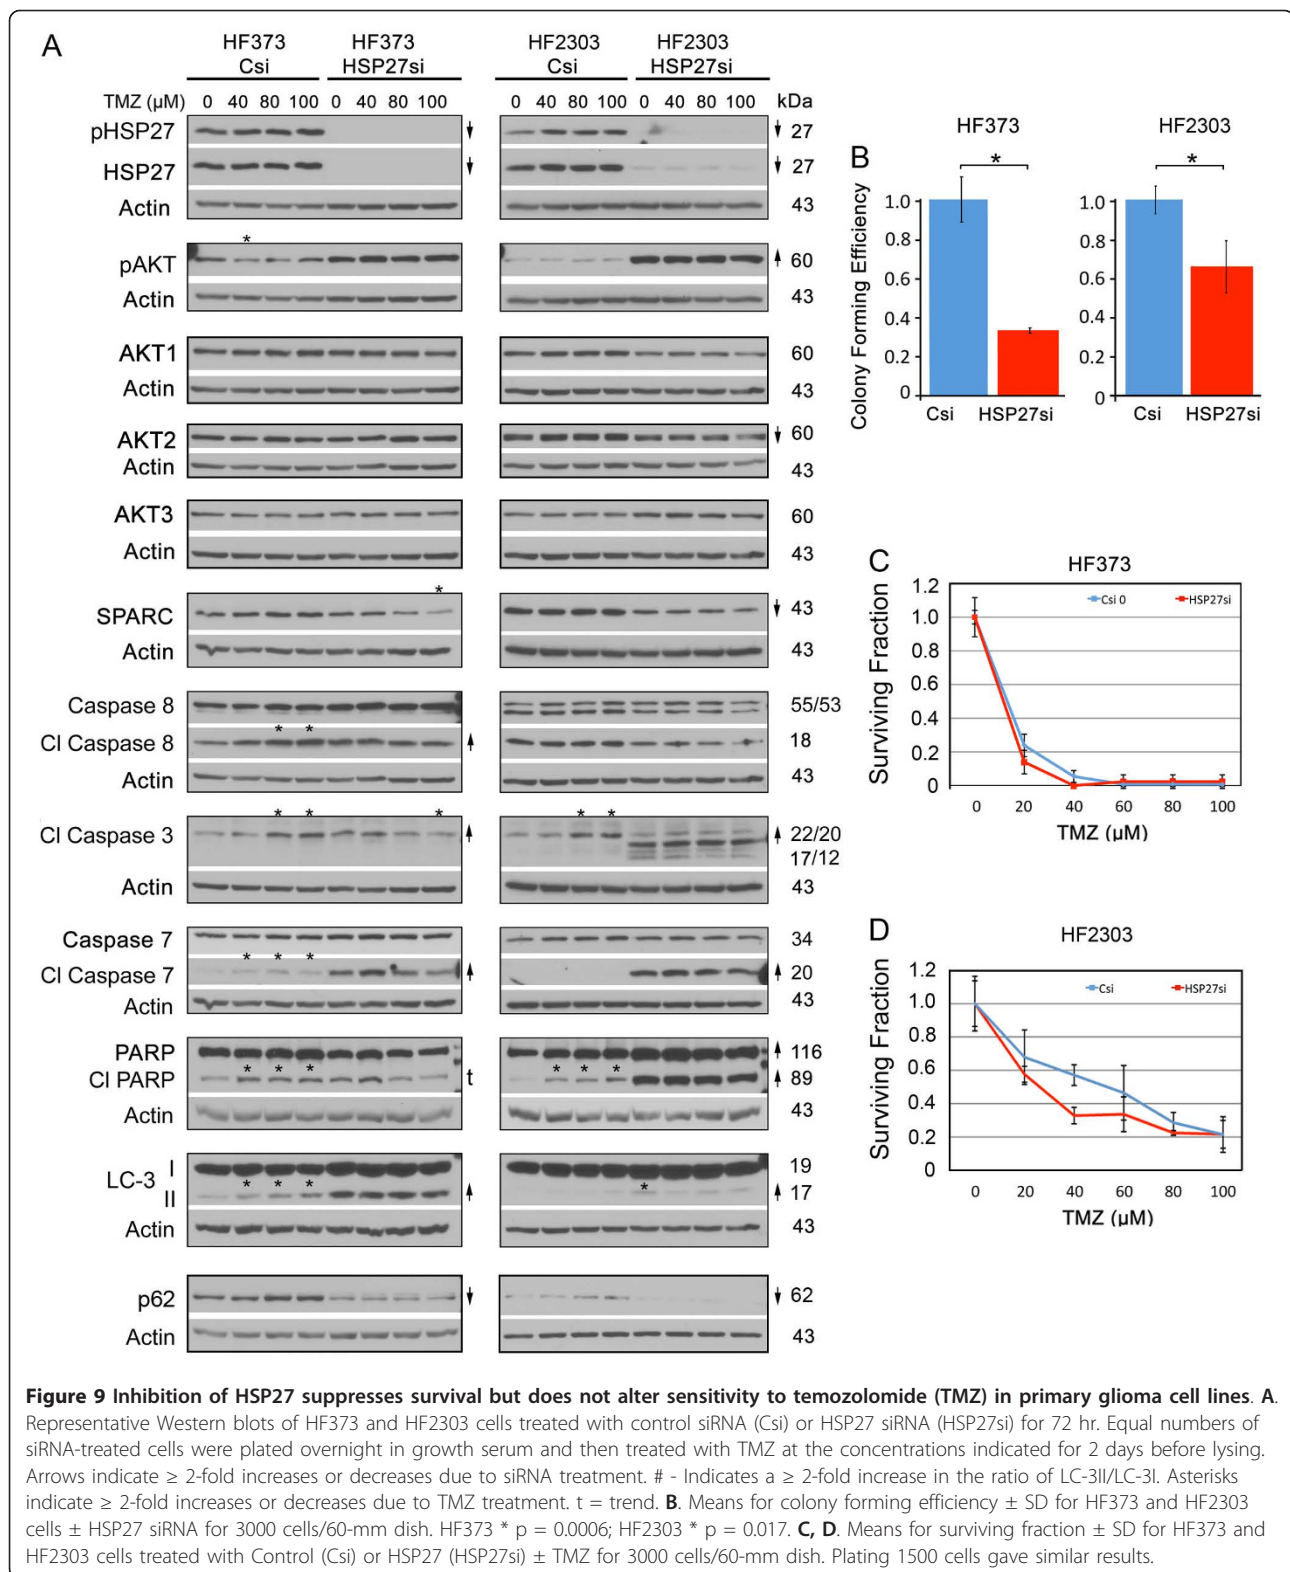 A
HF373 HF373 HF2303 HF2303
Csi HSP27si Csi HSP27si
TMZ (µM) 0 40 80 100 0 40 80 100 0 40 80 100 0 40 80 100 kDa
pHSP27 27
HSP27 27
Actin 43
*
pAKT 60
Actin 43
AKT1 60
Actin 43
AKT2 60
Actin 43
AKT3 60
Actin 43
*
SPARC 43
Actin 43
Caspase 8 55/53
* *
Cl Caspase 8 18
Actin 43
* * * * *
Cl Caspase 3 22/20
17/12
Actin 43
Caspase 7 34
* * *
Cl Caspase 7 20
Actin 43
PARP 116
* * * * * *
Cl PARP t 89
Actin 43
LC-3 I 19
* * * *
II 17
Actin 43
p62 62
Actin 43
B
HF373 HF2303
* *
Colony Forming Efficiency
1.0 1.0
0.8 0.8
0.6 0.6
0.4 0.4
0.2 0.2
0 0
Csi HSP27si Csi HSP27si
C
HF373
Surviving Fraction
1.2
1.0
0.8
0.6
0.4
0.2
0
Csi 0 HSP27si
0 20 40 60 80 100
TMZ (µM)
D
HF2303
Surviving Fraction
1.2
1.0
0.8
0.6
0.4
0.2
0
Csi HSP27si
0 20 40 60 80 100
TMZ (µM)
Figure 9 Inhibition of HSP27 suppresses survival but does not alter sensitivity to temozolomide (TMZ) in primary glioma cell lines. A.
Representative Western blots of HF373 and HF2303 cells treated with control siRNA (Csi) or HSP27 siRNA (HSP27si) for 72 hr. Equal numbers of
siRNA-treated cells were plated overnight in growth serum and then treated with TMZ at the concentrations indicated for 2 days before lysing.
Arrows indicate ≥ 2-fold increases or decreases due to siRNA treatment. # - Indicates a ≥ 2-fold increase in the ratio of LC-3II/LC-3I. Asterisks
indicate ≥ 2-fold increases or decreases due to TMZ treatment. t = trend. B. Means for colony forming efficiency ± SD for HF373 and HF2303
cells ± HSP27 siRNA for 3000 cells/60-mm dish. HF373 * p = 0.0006; HF2303 * p = 0.017. C, D. Means for surviving fraction ± SD for HF373 and
HF2303 cells treated with Control (Csi) or HSP27 (HSP27si) ± TMZ for 3000 cells/60-mm dish. Plating 1500 cells gave similar results.